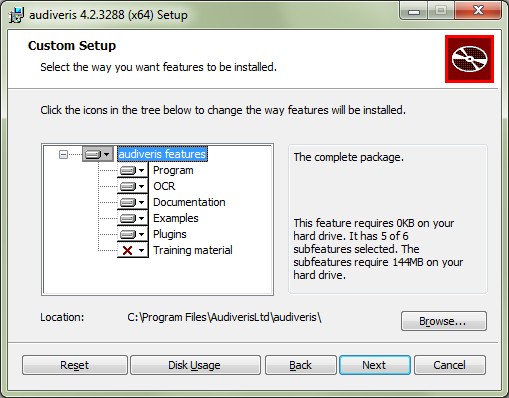 audiveris 4.2.3288 (x64) Setup
Custom Setup
Select the way you want features to be installed.
Click the icons in the tree below to change the way features will be installed.
audiveris features
Program
OCR
Documentation
Examples
Plugins
Training material
The complete package.
This feature requires 0KB on your
hard drive. It has 5 of 6
subfeatures selected. The
subfeatures require 144MB on your
hard drive.
Location: C:\Program Files\AudiverisLtd\audiveris\
Browse...
Reset Disk Usage Back Next Cancel